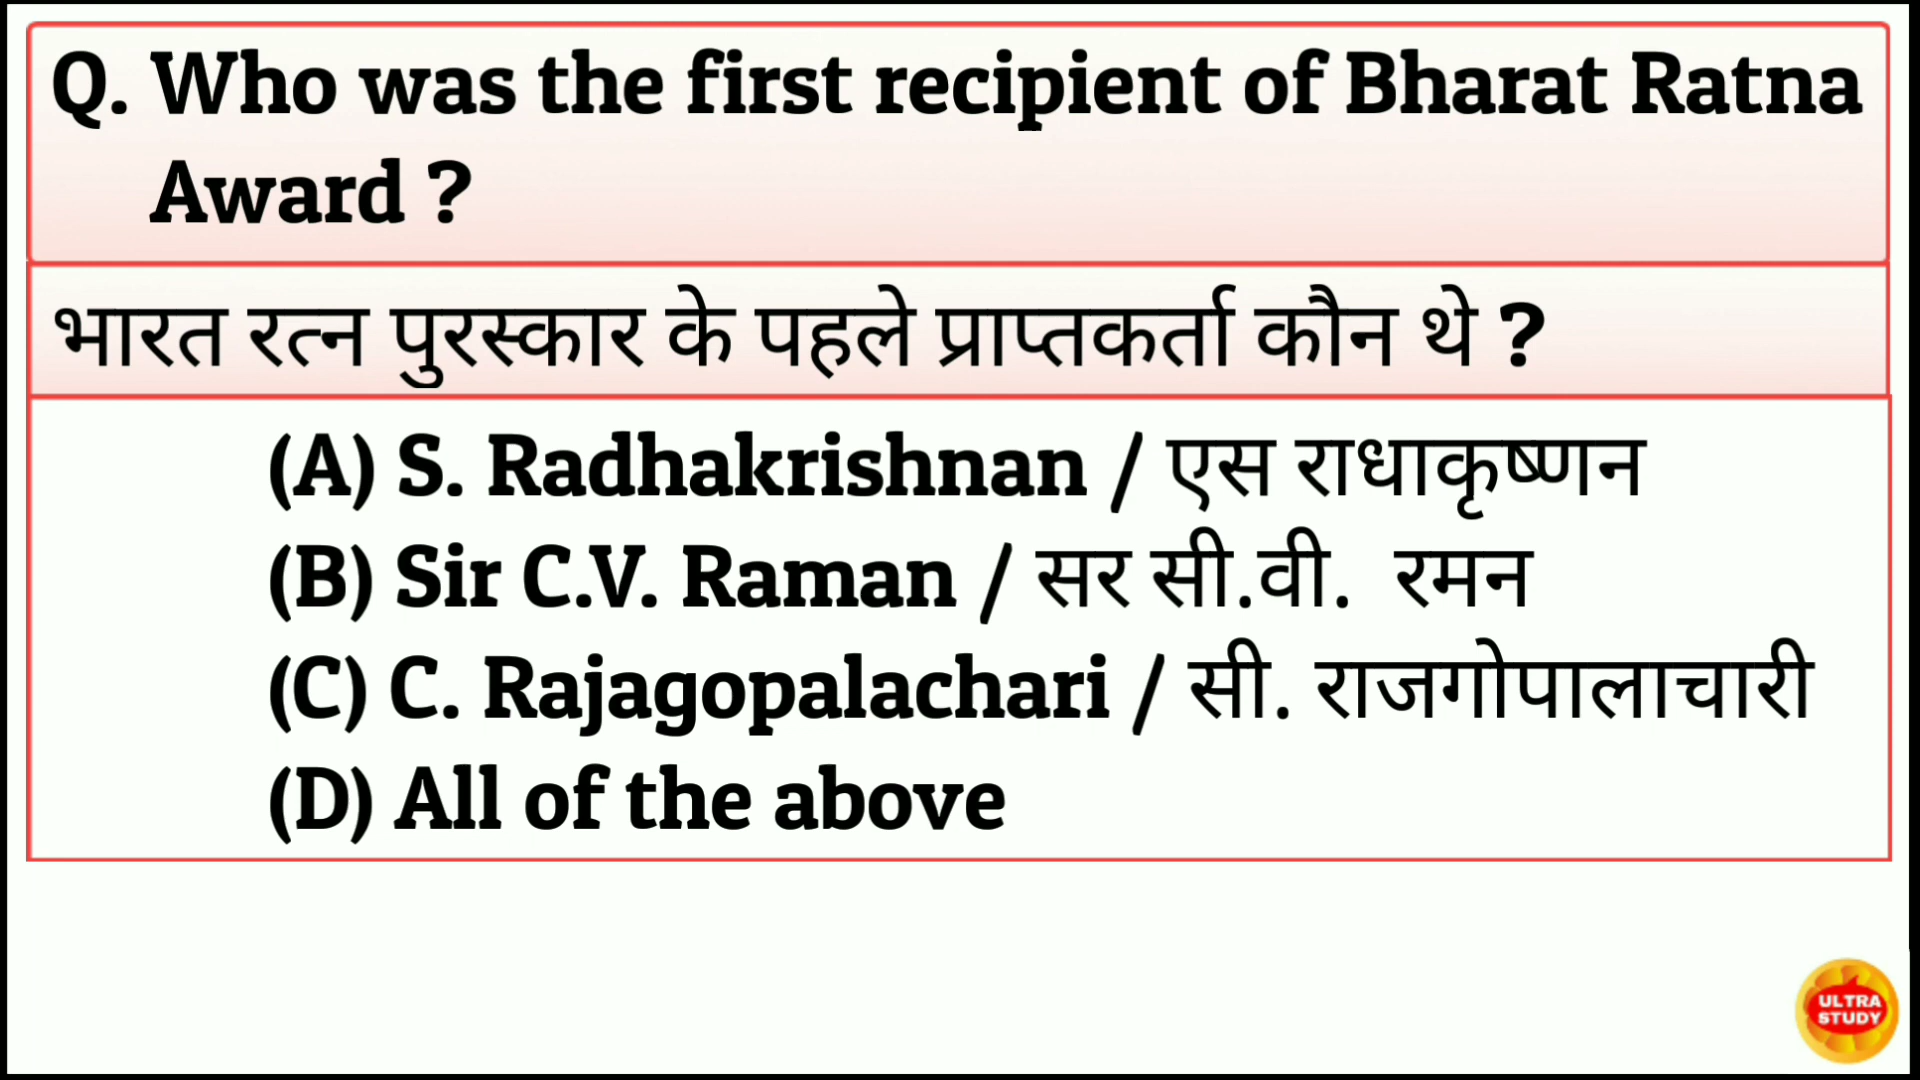 Q. Who was the first recipient of Bharat Ratna
Award ?
भारत रत्न पुरस्कार के पहले प्राप्तकर्ता कौन थे ?
(A) S. Radhakrishnan / एस राधाकृष्णन
(B) Sir C.V. Raman / सर सी.वी. रमन
(C) C. Rajagopalachari / सी. राजगोपालाचारी
(D) All of the above
ULTRA
STUDY